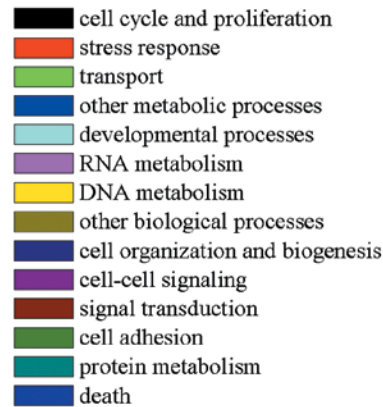 cell cycle and proliferation
stress response
transport
other metabolic processes
developmental processes
RNA metabolism
DNA metabolism
other biological processes
cell organization and biogenesis
cell-cell signaling
signal transduction
cell adhesion
protein metabolism
death